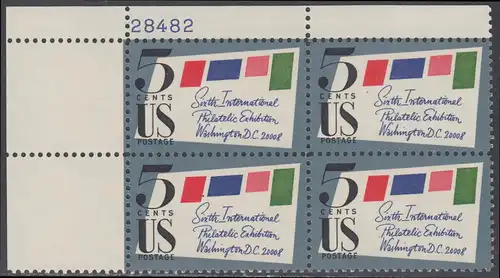 28482
5
CENTS
US
POSTAGE
Sixth International
Philatelic Exhibition
Washington D.C. 20008
5
CENTS
US
POSTAGE
Sixth International
Philatelic Exhibition
Washington D.C. 20008
5
CENTS
US
POSTAGE
Sixth International
Philatelic Exhibition
Washington D.C. 20008
5
CENTS
US
POSTAGE
Sixth International
Philatelic Exhibition
Washington D.C. 20008